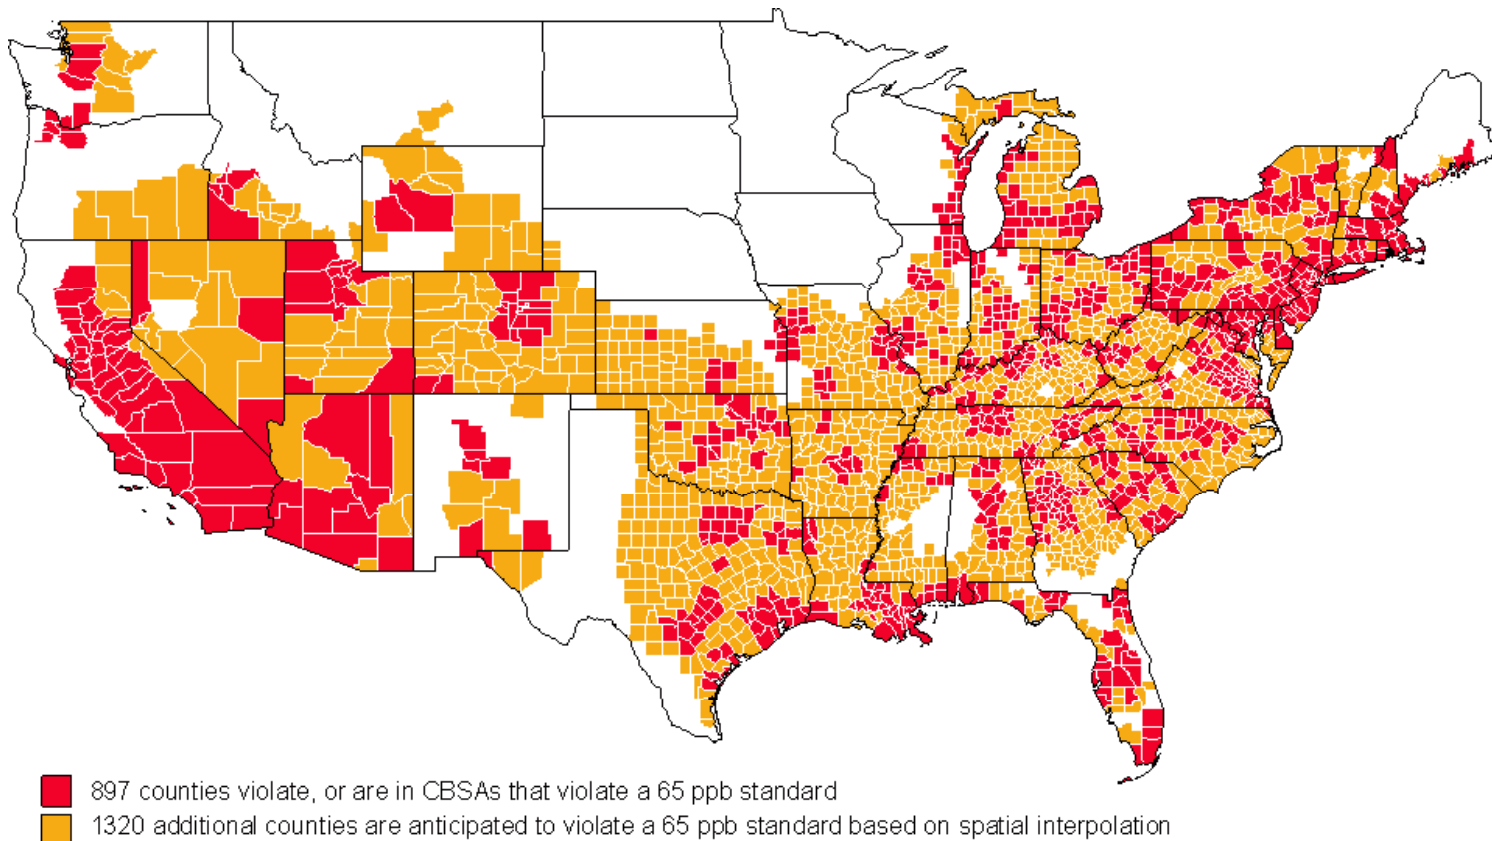 897 counties violate, or are in CBSAs that violate a 65 ppb standard
1320 additional counties are anticipated to violate a 65 ppb standard based on spatial interpolation